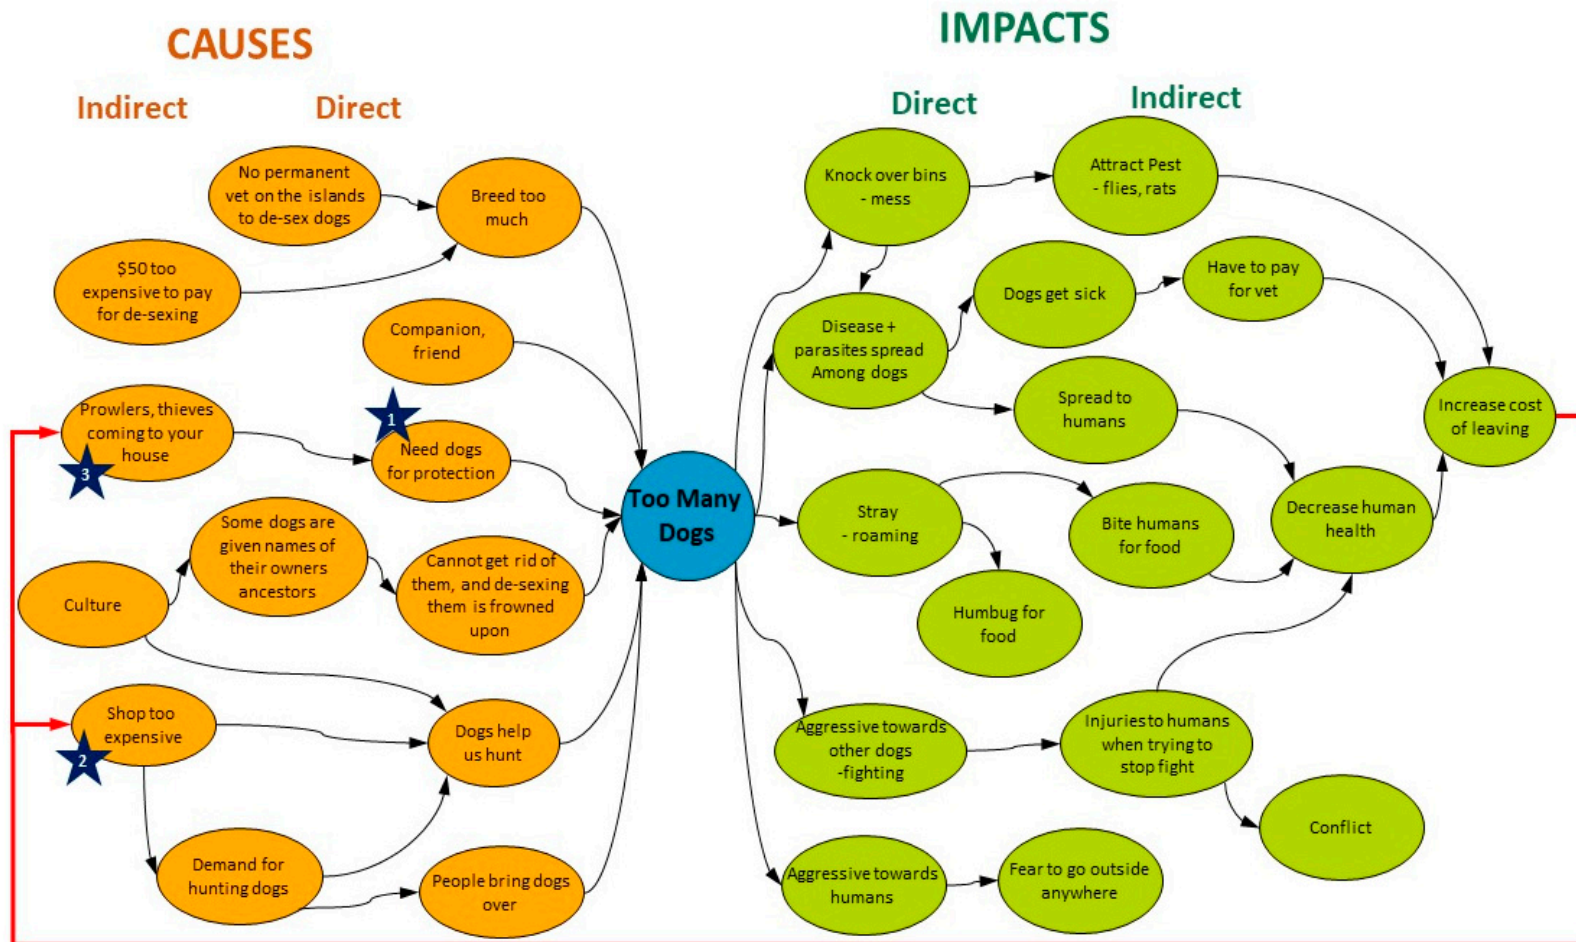 CAUSES
IMPACTS
Indirect
Direct
Direct
Indirect
No permanent
vet on the islands
to de-sex dogs
Breed too
much
$50 too
expensive to pay
for de-sexing
Companion,
friend
1
Prowlers, thieves
coming to your
house
3
Need dogs
for protection
Some dogs are
given names of
their owners
ancestors
Culture
Cannot get rid of
them, and de-sexing
them is frowned
upon
Shop too
expensive
2
Dogs help
us hunt
Demand for
hunting dogs
People bring dogs
over
Too Many
Dogs
Knock over bins
- mess
Attract Pest
- flies, rats
Disease +
parasites spread
Among dogs
Dogs get sick
Have to pay
for vet
Spread to
humans
Increase cost
of leaving
Stray
- roaming
Bite humans
for food
Decrease human
health
Humbug for
food
Aggressive towards
other dogs
-fighting
Injuries to humans
when trying to
stop fight
Conflict
Aggressive towards
humans
Fear to go outside
anywhere